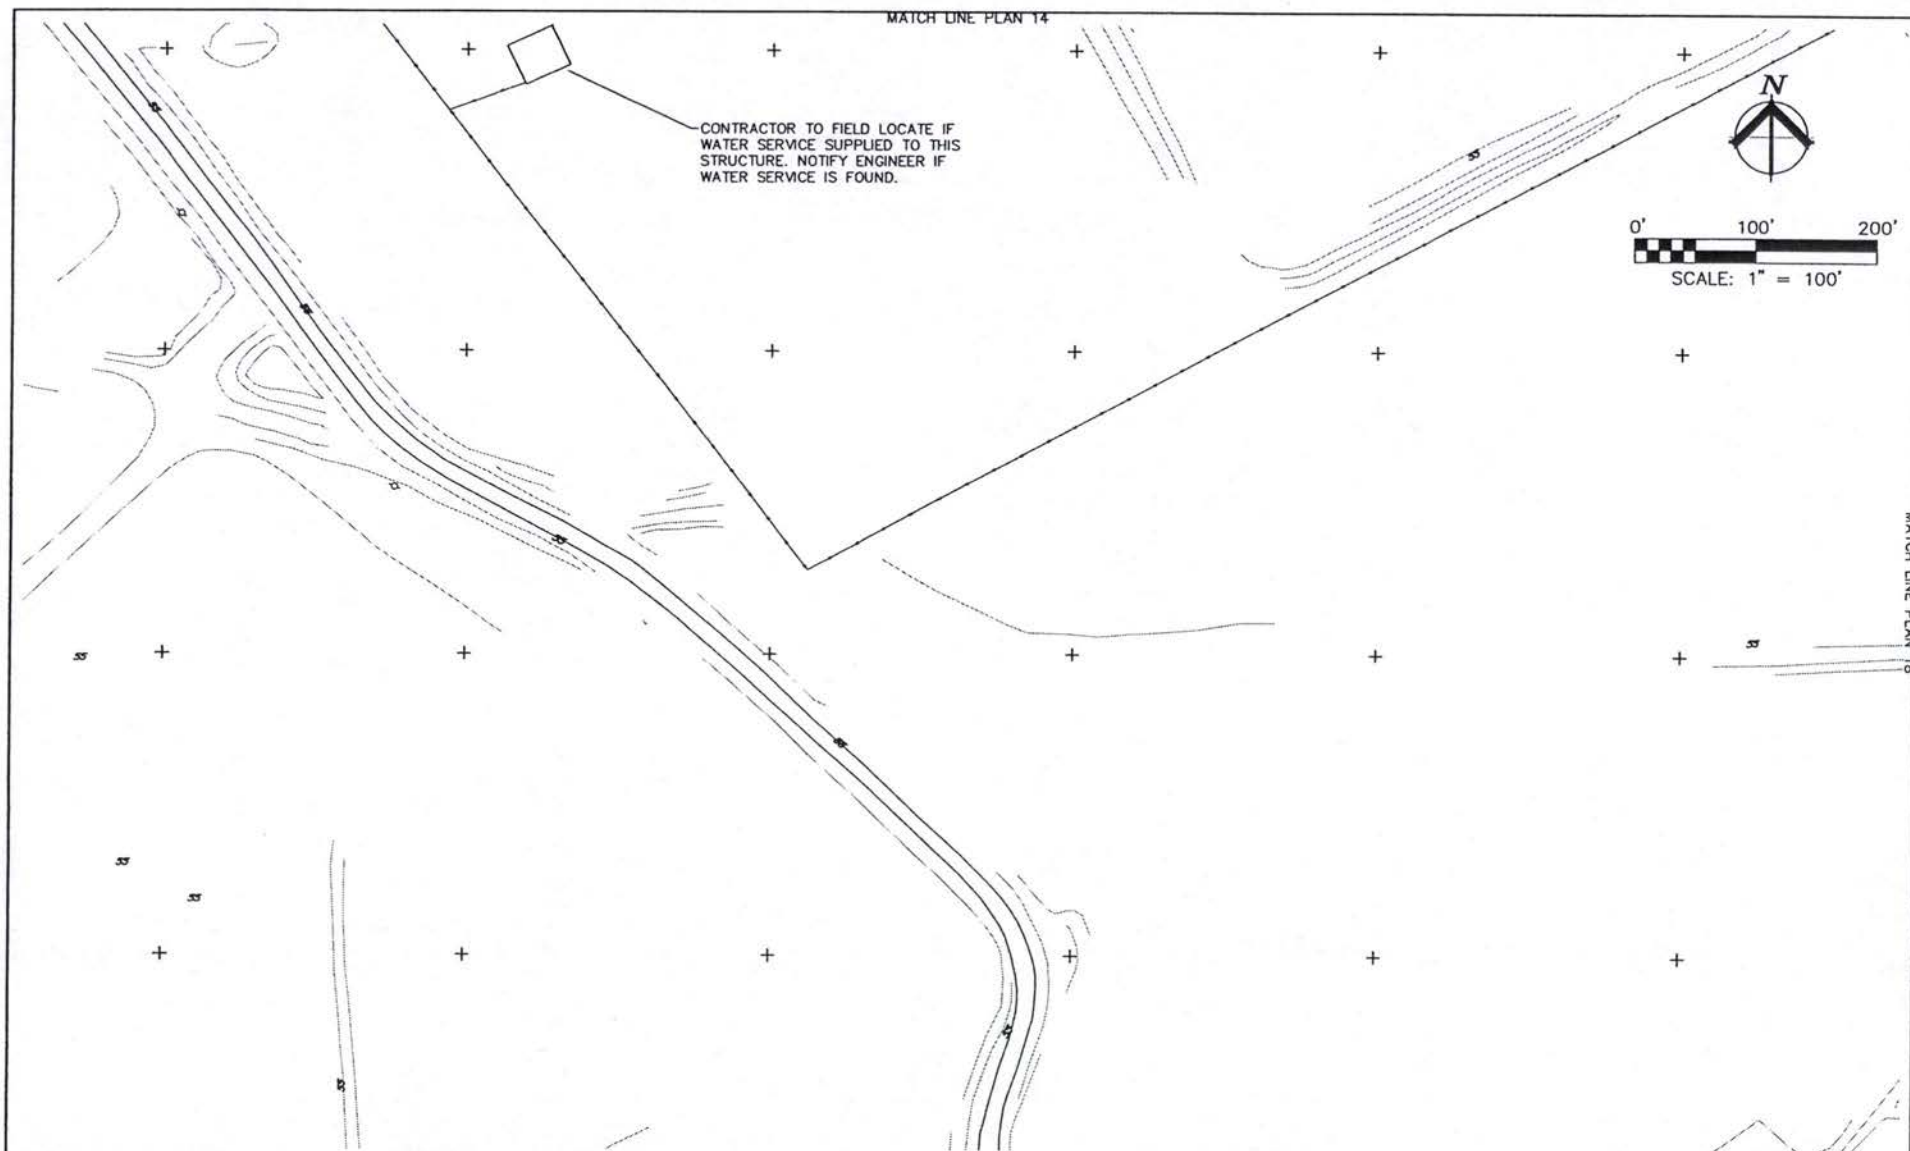 MATCH LINE PLAN 14
CONTRACTOR TO FIELD LOCATE IF
WATER SERVICE SUPPLIED TO THIS
STRUCTURE. NOTIFY ENGINEER IF
WATER SERVICE IS FOUND.
N
0' 100' 200'
SCALE: 1" = 100'
MATCH LINE PLAN